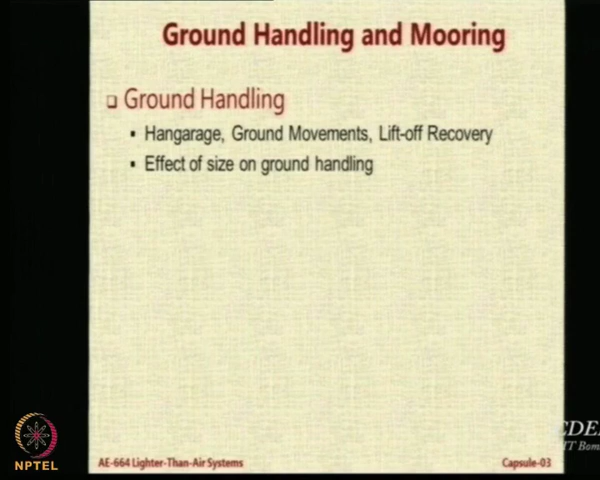 Ground Handling and Mooring
Ground Handling
Hangarage, Ground Movements, Lift-off Recovery
Effect of size on ground handling
NPTEL
AE-664 Lighter-Than-Air Systems
Capsule-03